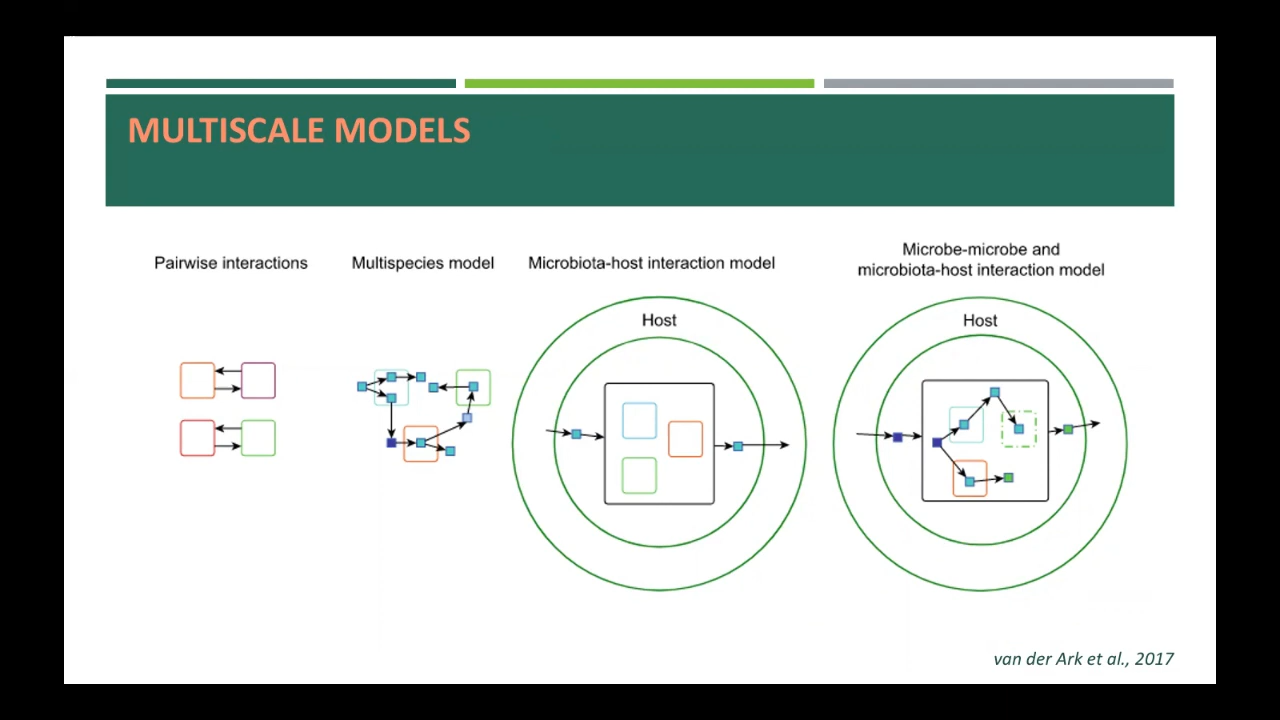 MULTISCALE MODELS
Pairwise interactions
Multispecies model
Microbiota-host interaction model
Microbe-microbe and
microbiota-host interaction model
Host
Host
van der Ark et al., 2017